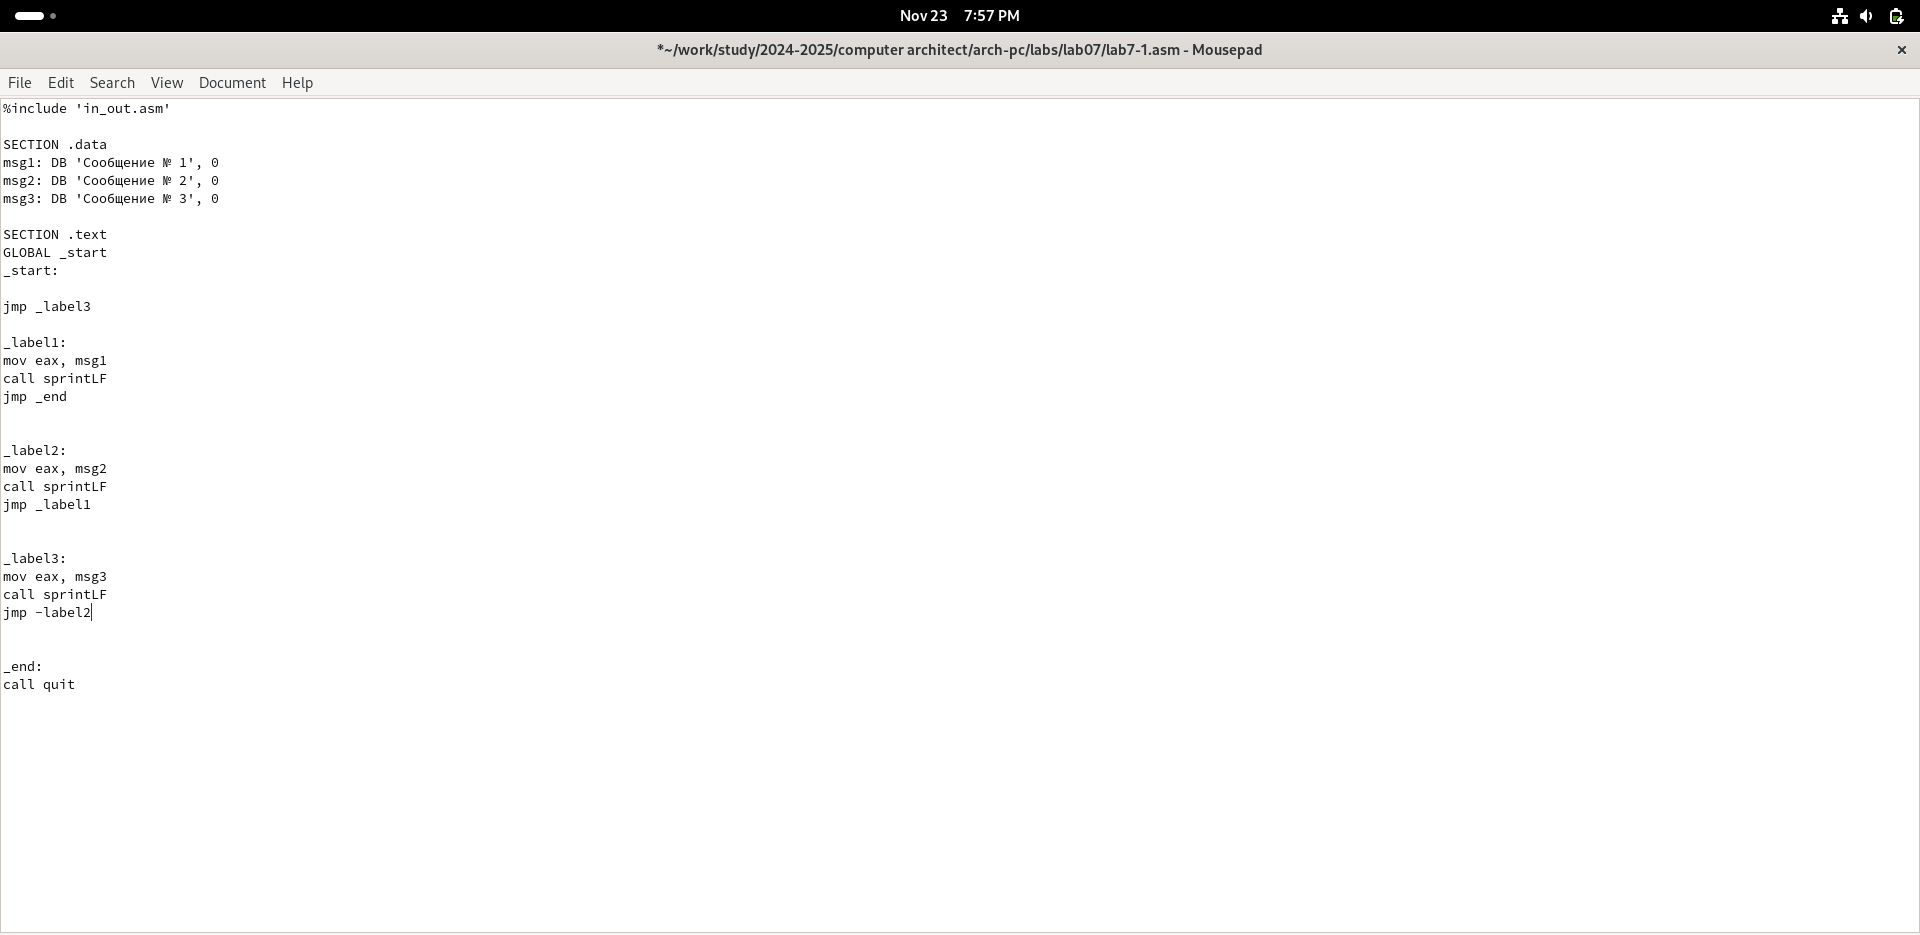 Nov 23 7:57 PM
*~/work/study/2024-2025/computer architect/arch-pc/labs/lab07/lab7-1.asm - Mousepad
File Edit Search View Document Help
%include 'in_out.asm'
SECTION .data
msg1: DB 'Сообщение № 1', 0
msg2: DB 'Сообщение № 2', 0
msg3: DB 'Сообщение № 3', 0
SECTION .text
GLOBAL _start
_start:
jmp _label3
_label1:
mov eax, msg1
call sprintLF
jmp _end
_label2:
mov eax, msg2
call sprintLF
jmp _label1
_label3:
mov eax, msg3
call sprintLF
jmp -label2
_end:
call quit